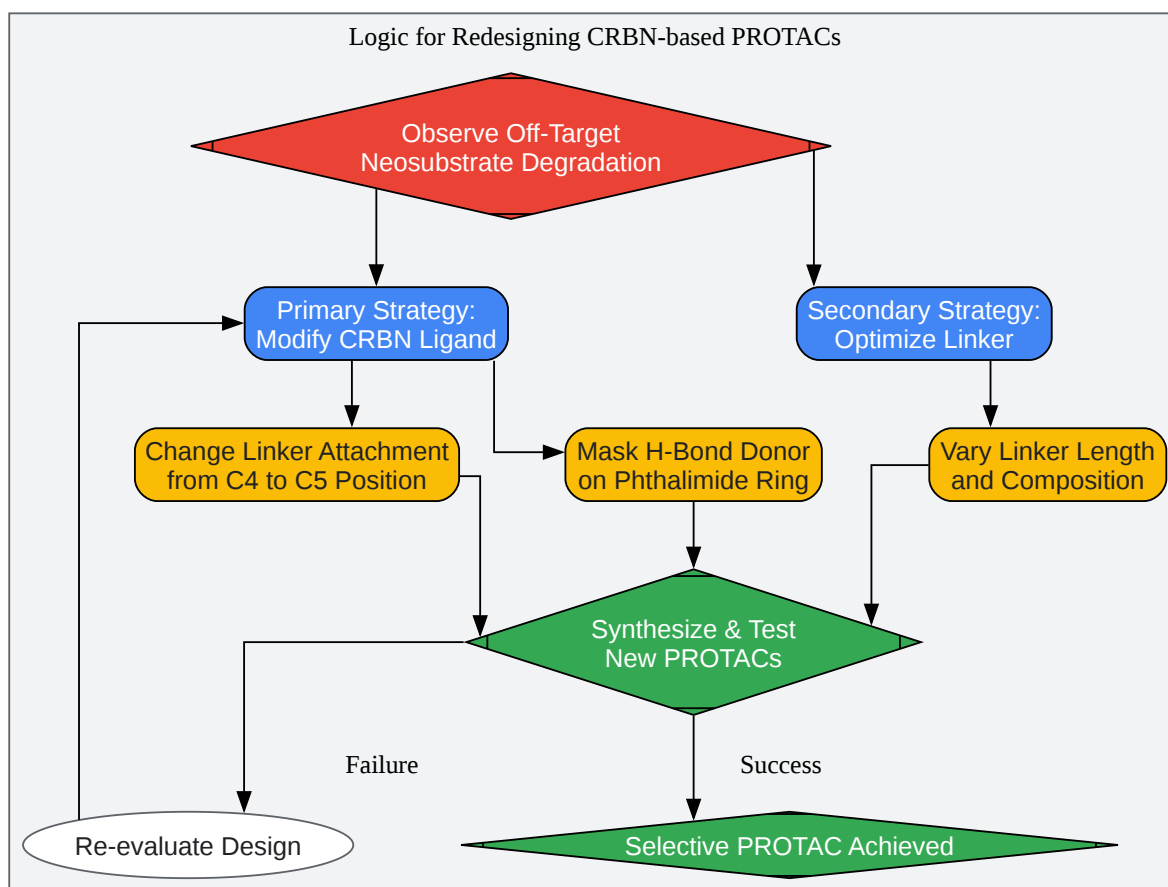 Logic for Redesigning CRBN-based PROTACs
Observe Off-Target
Neosubstrate Degradation
Primary Strategy:
Modify CRBN Ligand
Secondary Strategy:
Optimize Linker
Change Linker Attachment
from C4 to C5 Position
Mask H-Bond Donor
on Phthalimide Ring
Vary Linker Length
and Composition
Synthesize & Test
New PROTACs
Failure
Success
Re-evaluate Design
Selective PROTAC Achieved